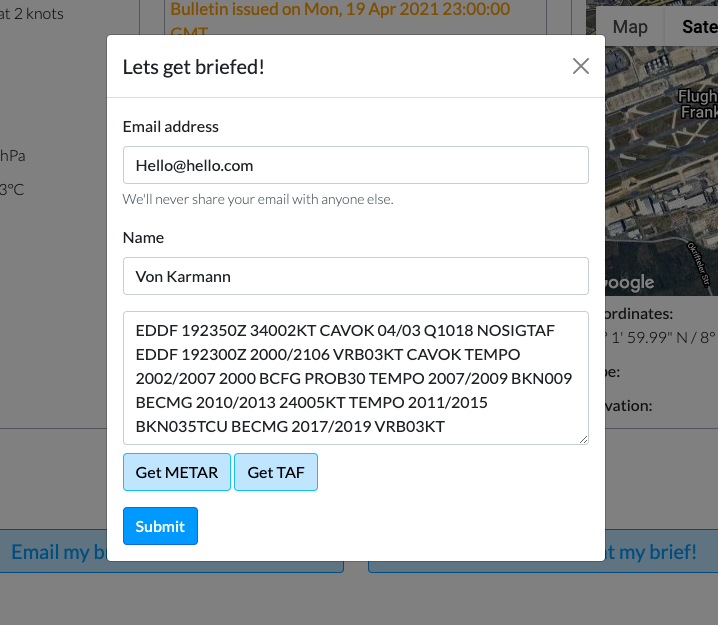 at 2 knots
Bulletin issued on Mon, 19 Apr 2021 23:00:00
GMT
Map
Sate
Lets get briefed!
Flugh
Frank
Email address
hPa
Hello@hello.com
3°C
We'll never share your email with anyone else.
Name
Okrifteler Str
Von Karmann
oogle
ordinates:
EDDF 192350Z 34002KT CAVOK 04/03 Q1018 NOSIGTAF
° 1' 59.99" N / 8°
EDDF 192300Z 2000/2106 VRB03KT CAVOK TEMPO
pe:
2002/2007 2000 BCFG PROB30 TEMPO 2007/2009 BKN009
BECMG 2010/2013 24005KT TEMPO 2011/2015
vation:
BKN035TCU BECMG 2017/2019 VRB03KT
Get METAR
Get TAF
Submit
Email my b
t my brief!